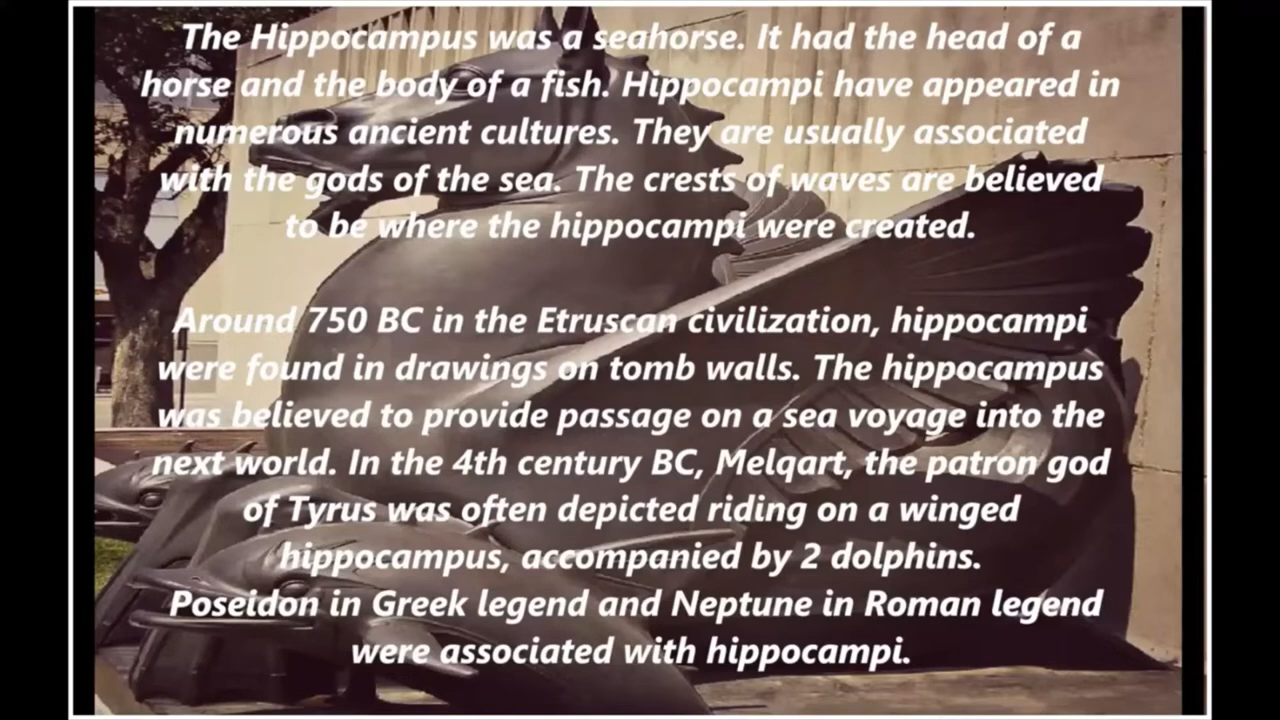 The Hippocampus was a seahorse. It had the head of a
horse and the body of a fish. Hippocampi have appeared in
numerous ancient cultures. They are usually associated
with the gods of the sea. The crests of waves are believed
to be where the hippocampi were created.
Around 750 BC in the Etruscan civilization, hippocampi
were found in drawings on tomb walls. The hippocampus
was believed to provide passage on a sea voyage into the
next world. In the 4th century BC, Melqart, the patron god
of Tyrus was often depicted riding on a winged
hippocampus, accompanied by 2 dolphins.
Poseidon in Greek legend and Neptune in Roman legend
were associated with hippocampi.